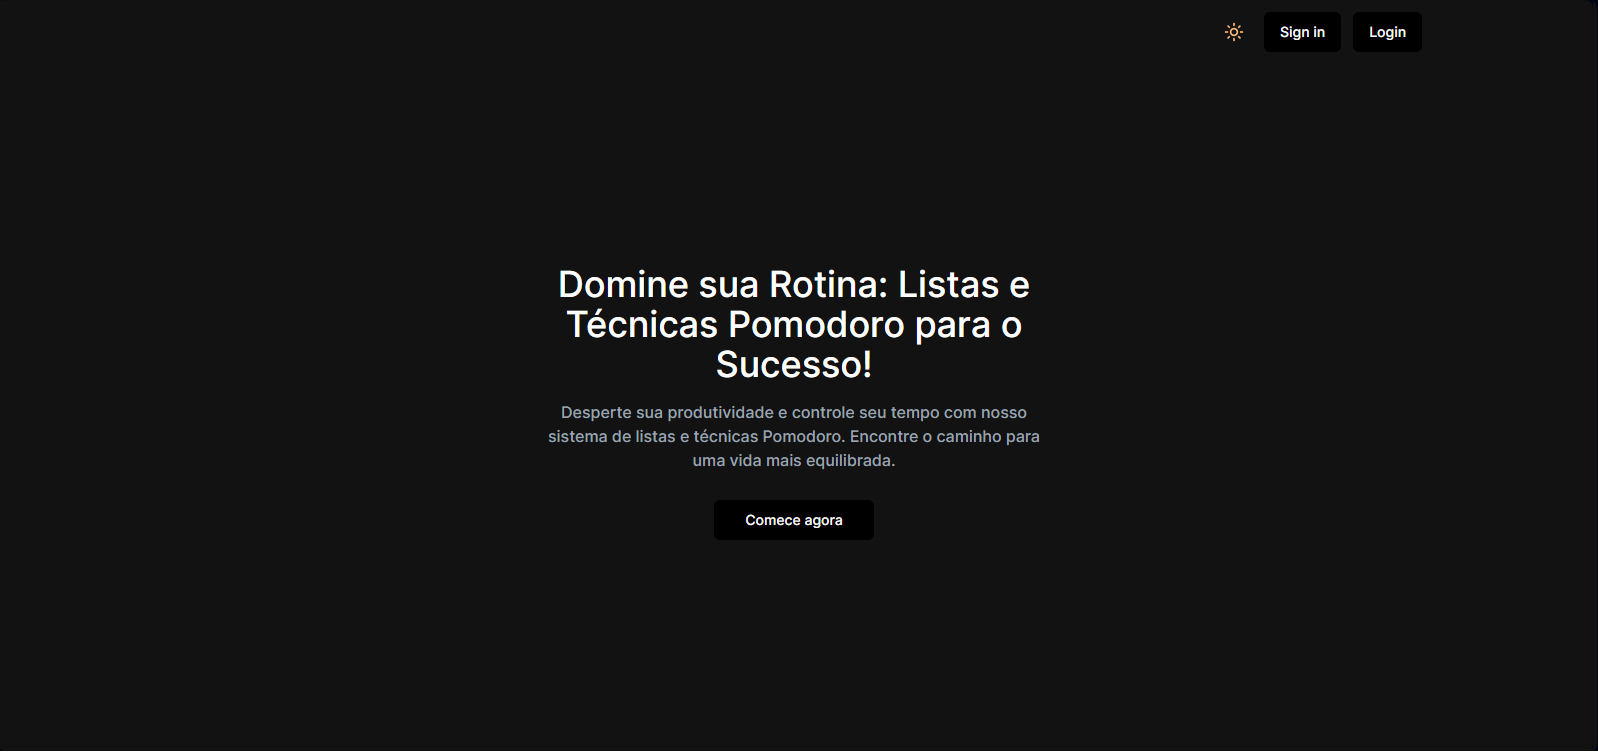 Sign in
Login
Domine sua Rotina: Listas e
Técnicas Pomodoro para o
Sucesso!
Desperte sua produtividade e controle seu tempo com nosso
sistema de listas e técnicas Pomodoro. Encontre o caminho para
uma vida mais equilibrada.
Comece agora